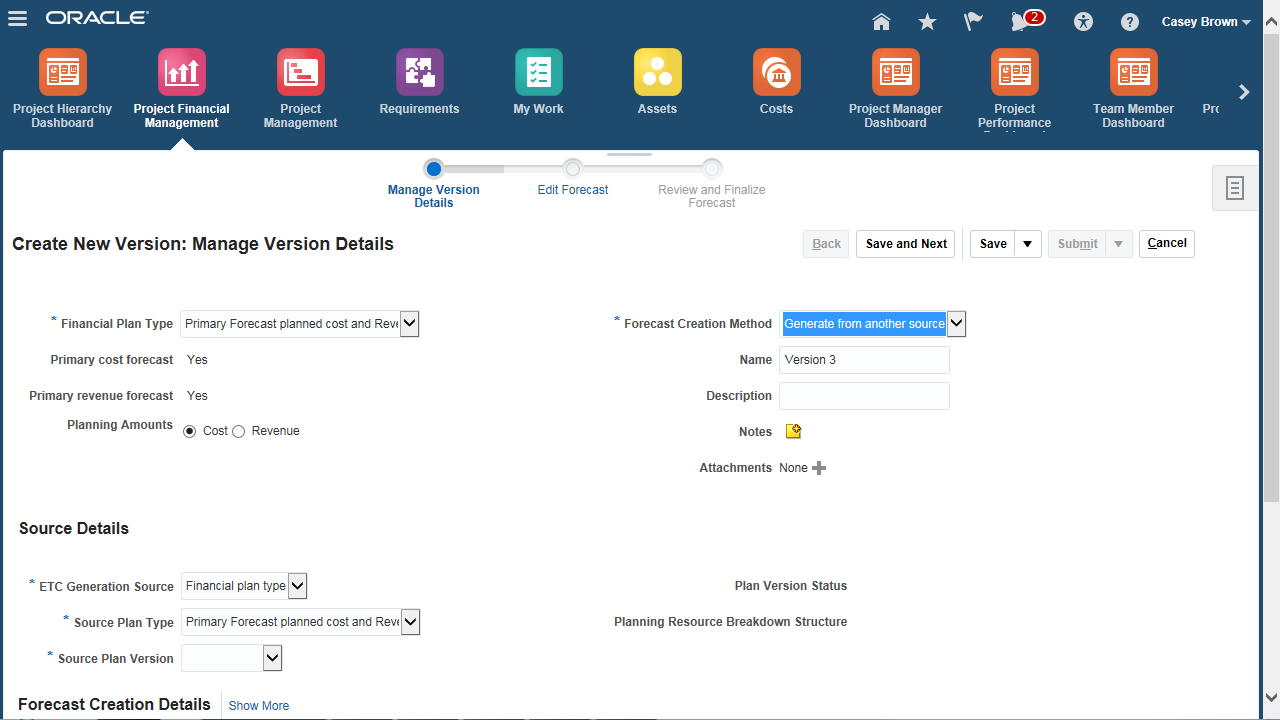 ORACLE
2
Casey Brown
Project Hierarchy
Dashboard
Project Financial
Management
Project
Management
Requirements
My Work
Assets
Costs
Project Manager
Dashboard
Project
Performance
Team Member
Dashboard
Pro
Manage Version
Details
Edit Forecast
Review and Finalize
Forecast
Create New Version: Manage Version Details
Back
Save and Next
Save
Submit
Cancel
* Financial Plan Type Primary Forecast planned cost and Reve
Primary cost forecast Yes
Primary revenue forecast Yes
Planning Amounts Cost Revenue
* Forecast Creation Method Generate from another source
Name Version 3
Description
Notes
Attachments None
Source Details
* ETC Generation Source Financial plan type
* Source Plan Type Primary Forecast planned cost and Reve
* Source Plan Version
Plan Version Status
Planning Resource Breakdown Structure
Forecast Creation Details Show More